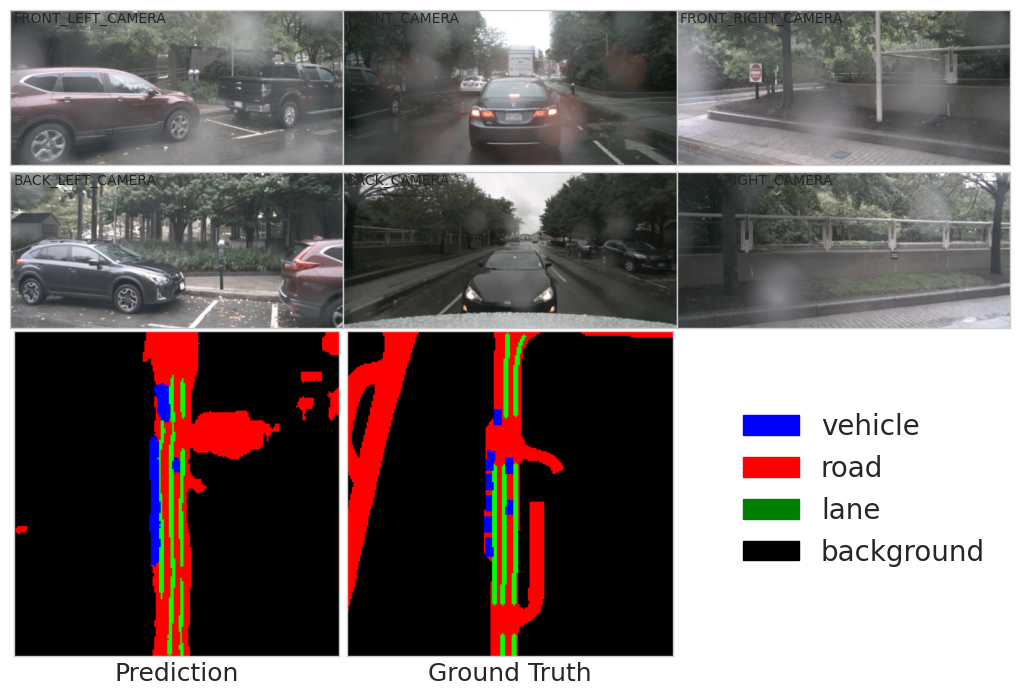 FRONT_LEFT_CAMERA
FRONT_CAMERA
FRONT_RIGHT_CAMERA
BACK_LEFT_CAMERA
BACK_CAMERA
RIGHT_CAMERA
vehicle
road
lane
background
Prediction
Ground Truth